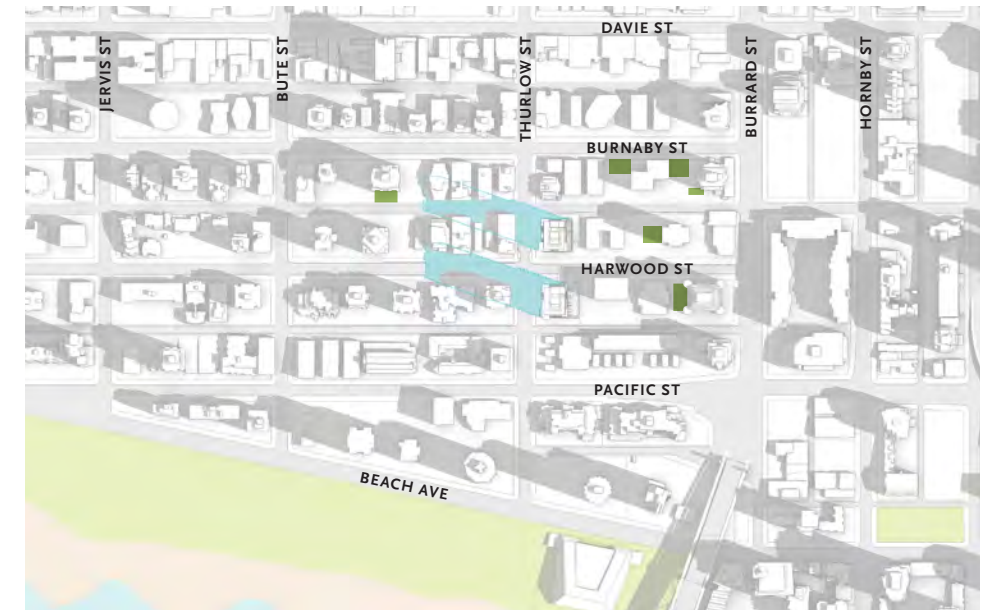 DAVIE ST
JERVIS ST
BUTE ST
THURLOW ST
BURRARD ST
HORNBY ST
BURNABY ST
HARWOOD ST
PACIFIC ST
BEACH AVE